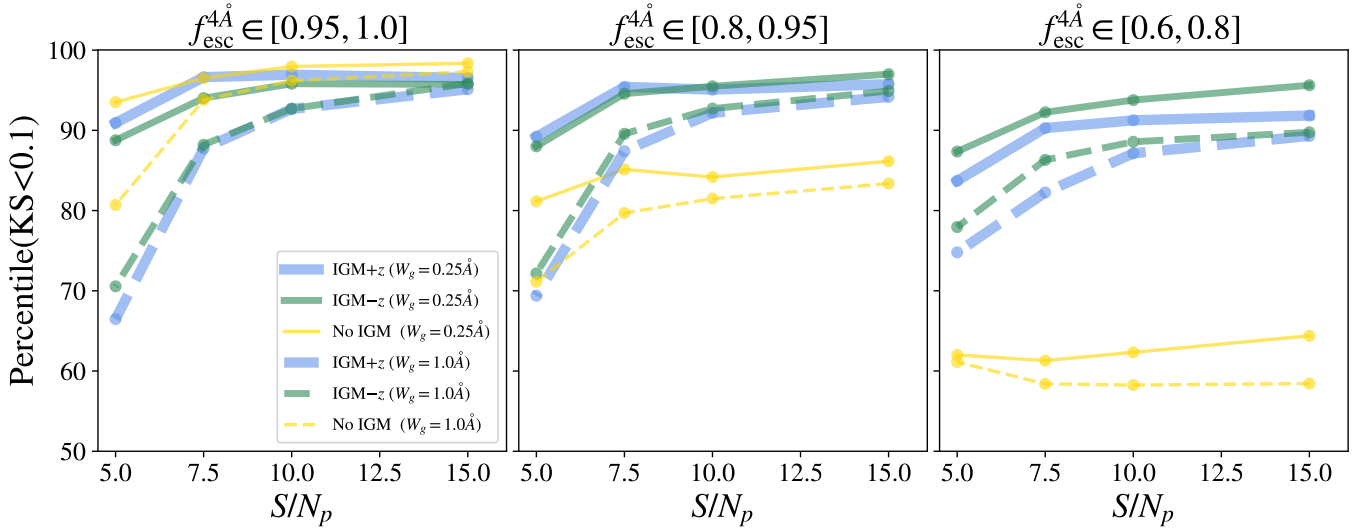 f_esc^4Å ∈ [0.95, 1.0]
f_esc^4Å ∈ [0.8, 0.95]
f_esc^4Å ∈ [0.6, 0.8]
Percentile(KS<0.1)
100
90
80
70
60
50
IGM+z (W_g = 0.25Å)
IGM−z (W_g = 0.25Å)
No IGM (W_g = 0.25Å)
IGM+z (W_g = 1.0Å)
IGM−z (W_g = 1.0Å)
No IGM (W_g = 1.0Å)
5.0 7.5 10.0 12.5 15.0
5.0 7.5 10.0 12.5 15.0
5.0 7.5 10.0 12.5 15.0
S/N_p
S/N_p
S/N_p